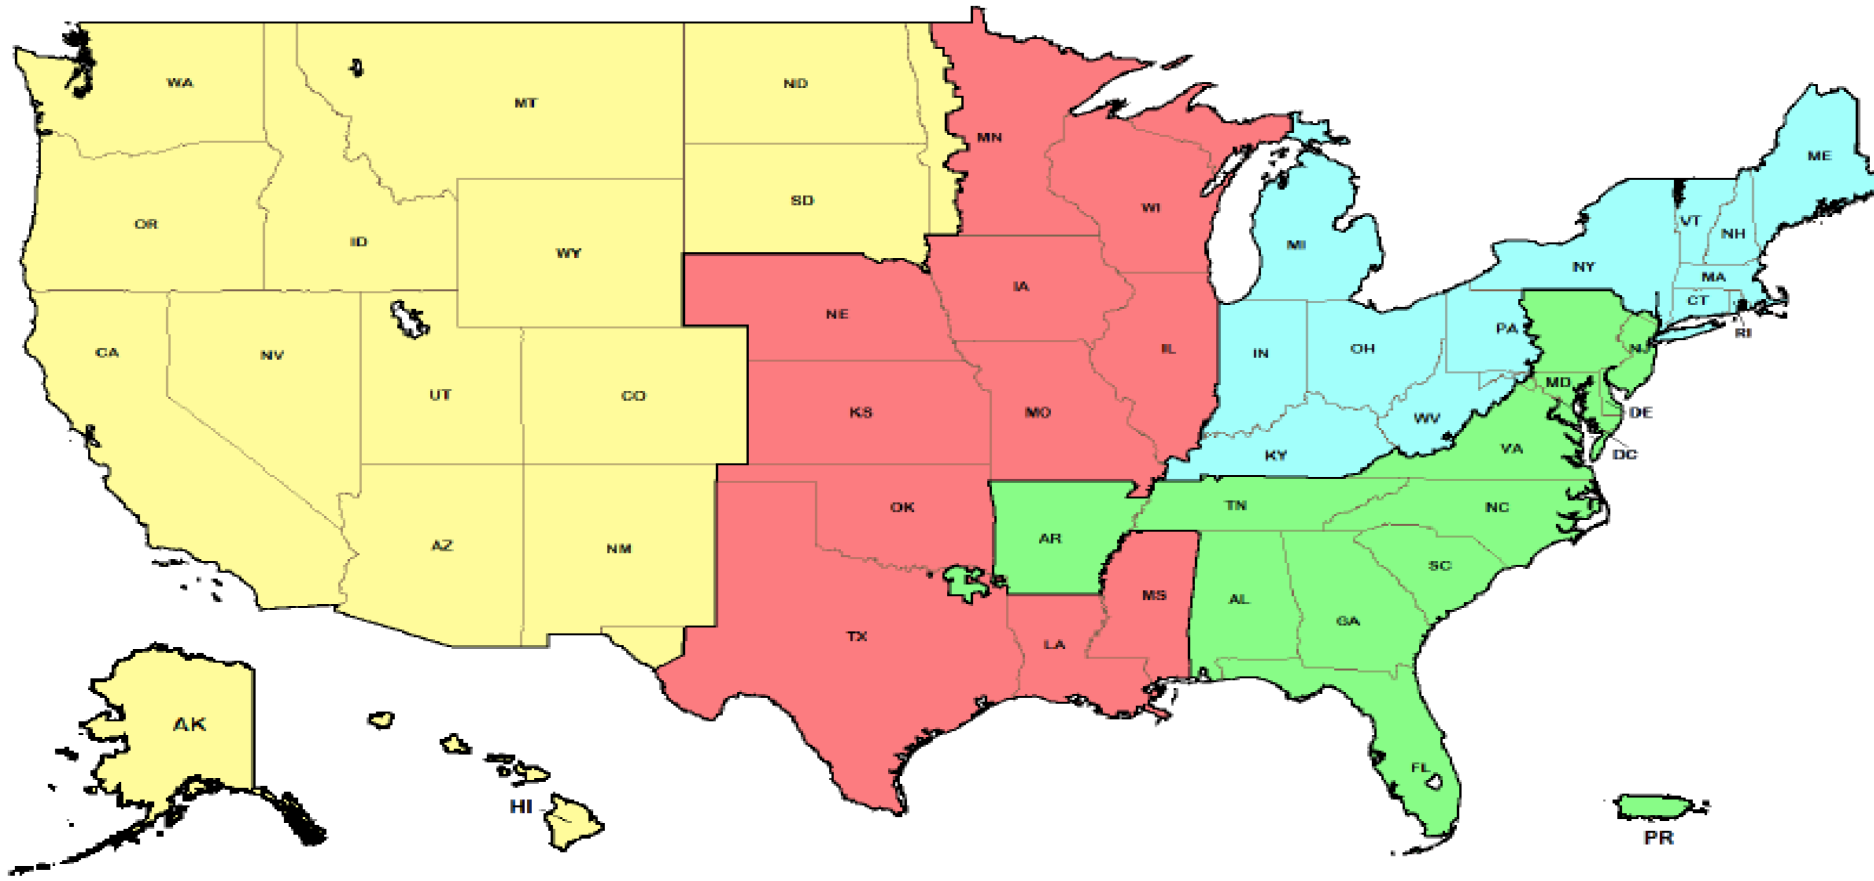 WA
MT
ND
MN
ME
OR
ID
WY
SD
WI
MI
VT
NH
NY
MA
CT
RI
CA
NV
UT
CO
NE
IA
IL
IN
OH
PA
NJ
KS
MO
WV
MD
DE
KY
VA
DC
AZ
NM
OK
AR
TN
NC
TX
LA
MS
AL
GA
SC
FL
AK
HI
PR